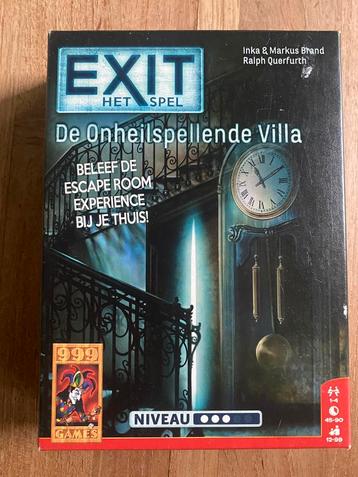 Inka & Markus Brand
Ralph Querfurth
EXIT
HET SPEL
De Onheilspellende Villa
BELEEF DE
ESCAPE ROOM
EXPERIENCE
BIJ JE THUIS!
999
GAMES
NIVEAU
1-4
45-90
12-99